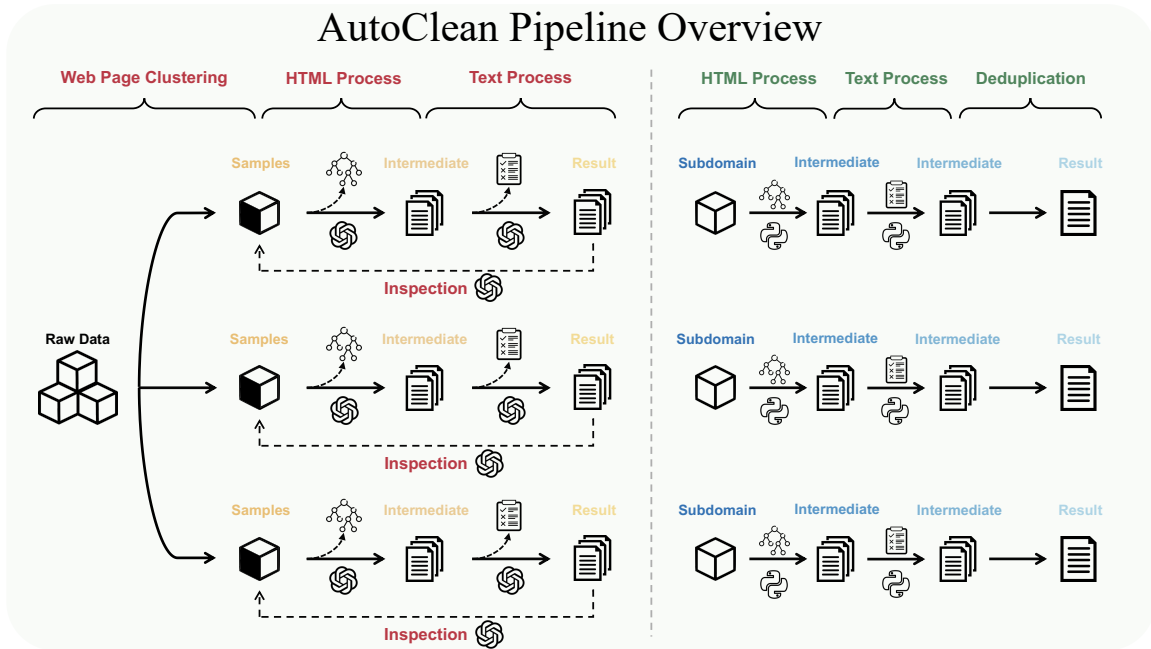 AutoClean Pipeline Overview
Web Page Clustering HTML Process Text Process HTML Process Text Process Deduplication
Samples Intermediate Result Subdomain Intermediate Intermediate Result
Inspection
Raw Data Samples Intermediate Result Subdomain Intermediate Intermediate Result
Inspection
Samples Intermediate Result Subdomain Intermediate Intermediate Result
Inspection